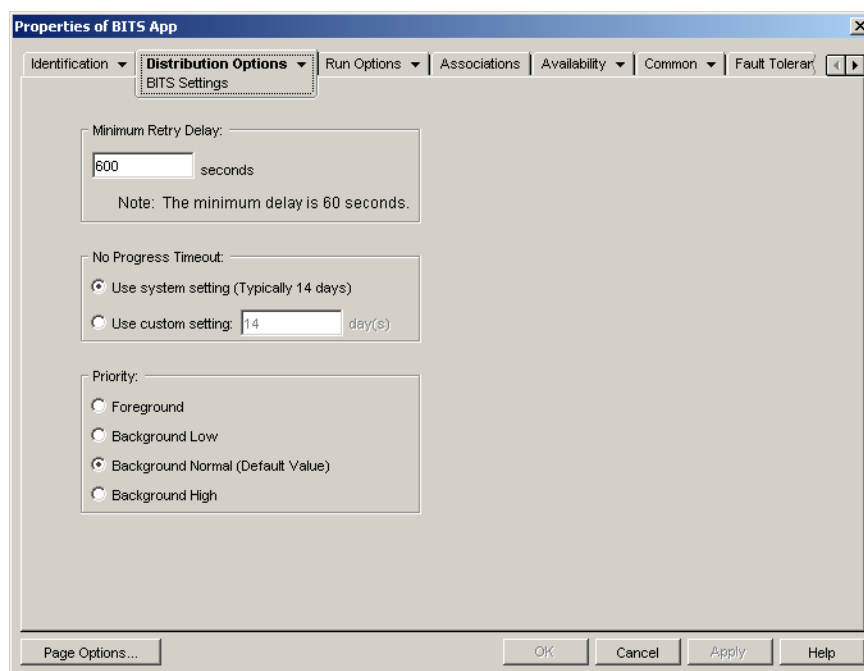 Properties of BITS App
Identification Distribution Options Run Options Associations Availability Common Fault Toleran
BITS Settings
Minimum Retry Delay:
600 seconds
Note: The minimum delay is 60 seconds.
No Progress Timeout:
Use system setting (Typically 14 days)
Use custom setting: 14 day(s)
Priority:
Foreground
Background Low
Background Normal (Default Value)
Background High
Page Options... OK Cancel Apply Help